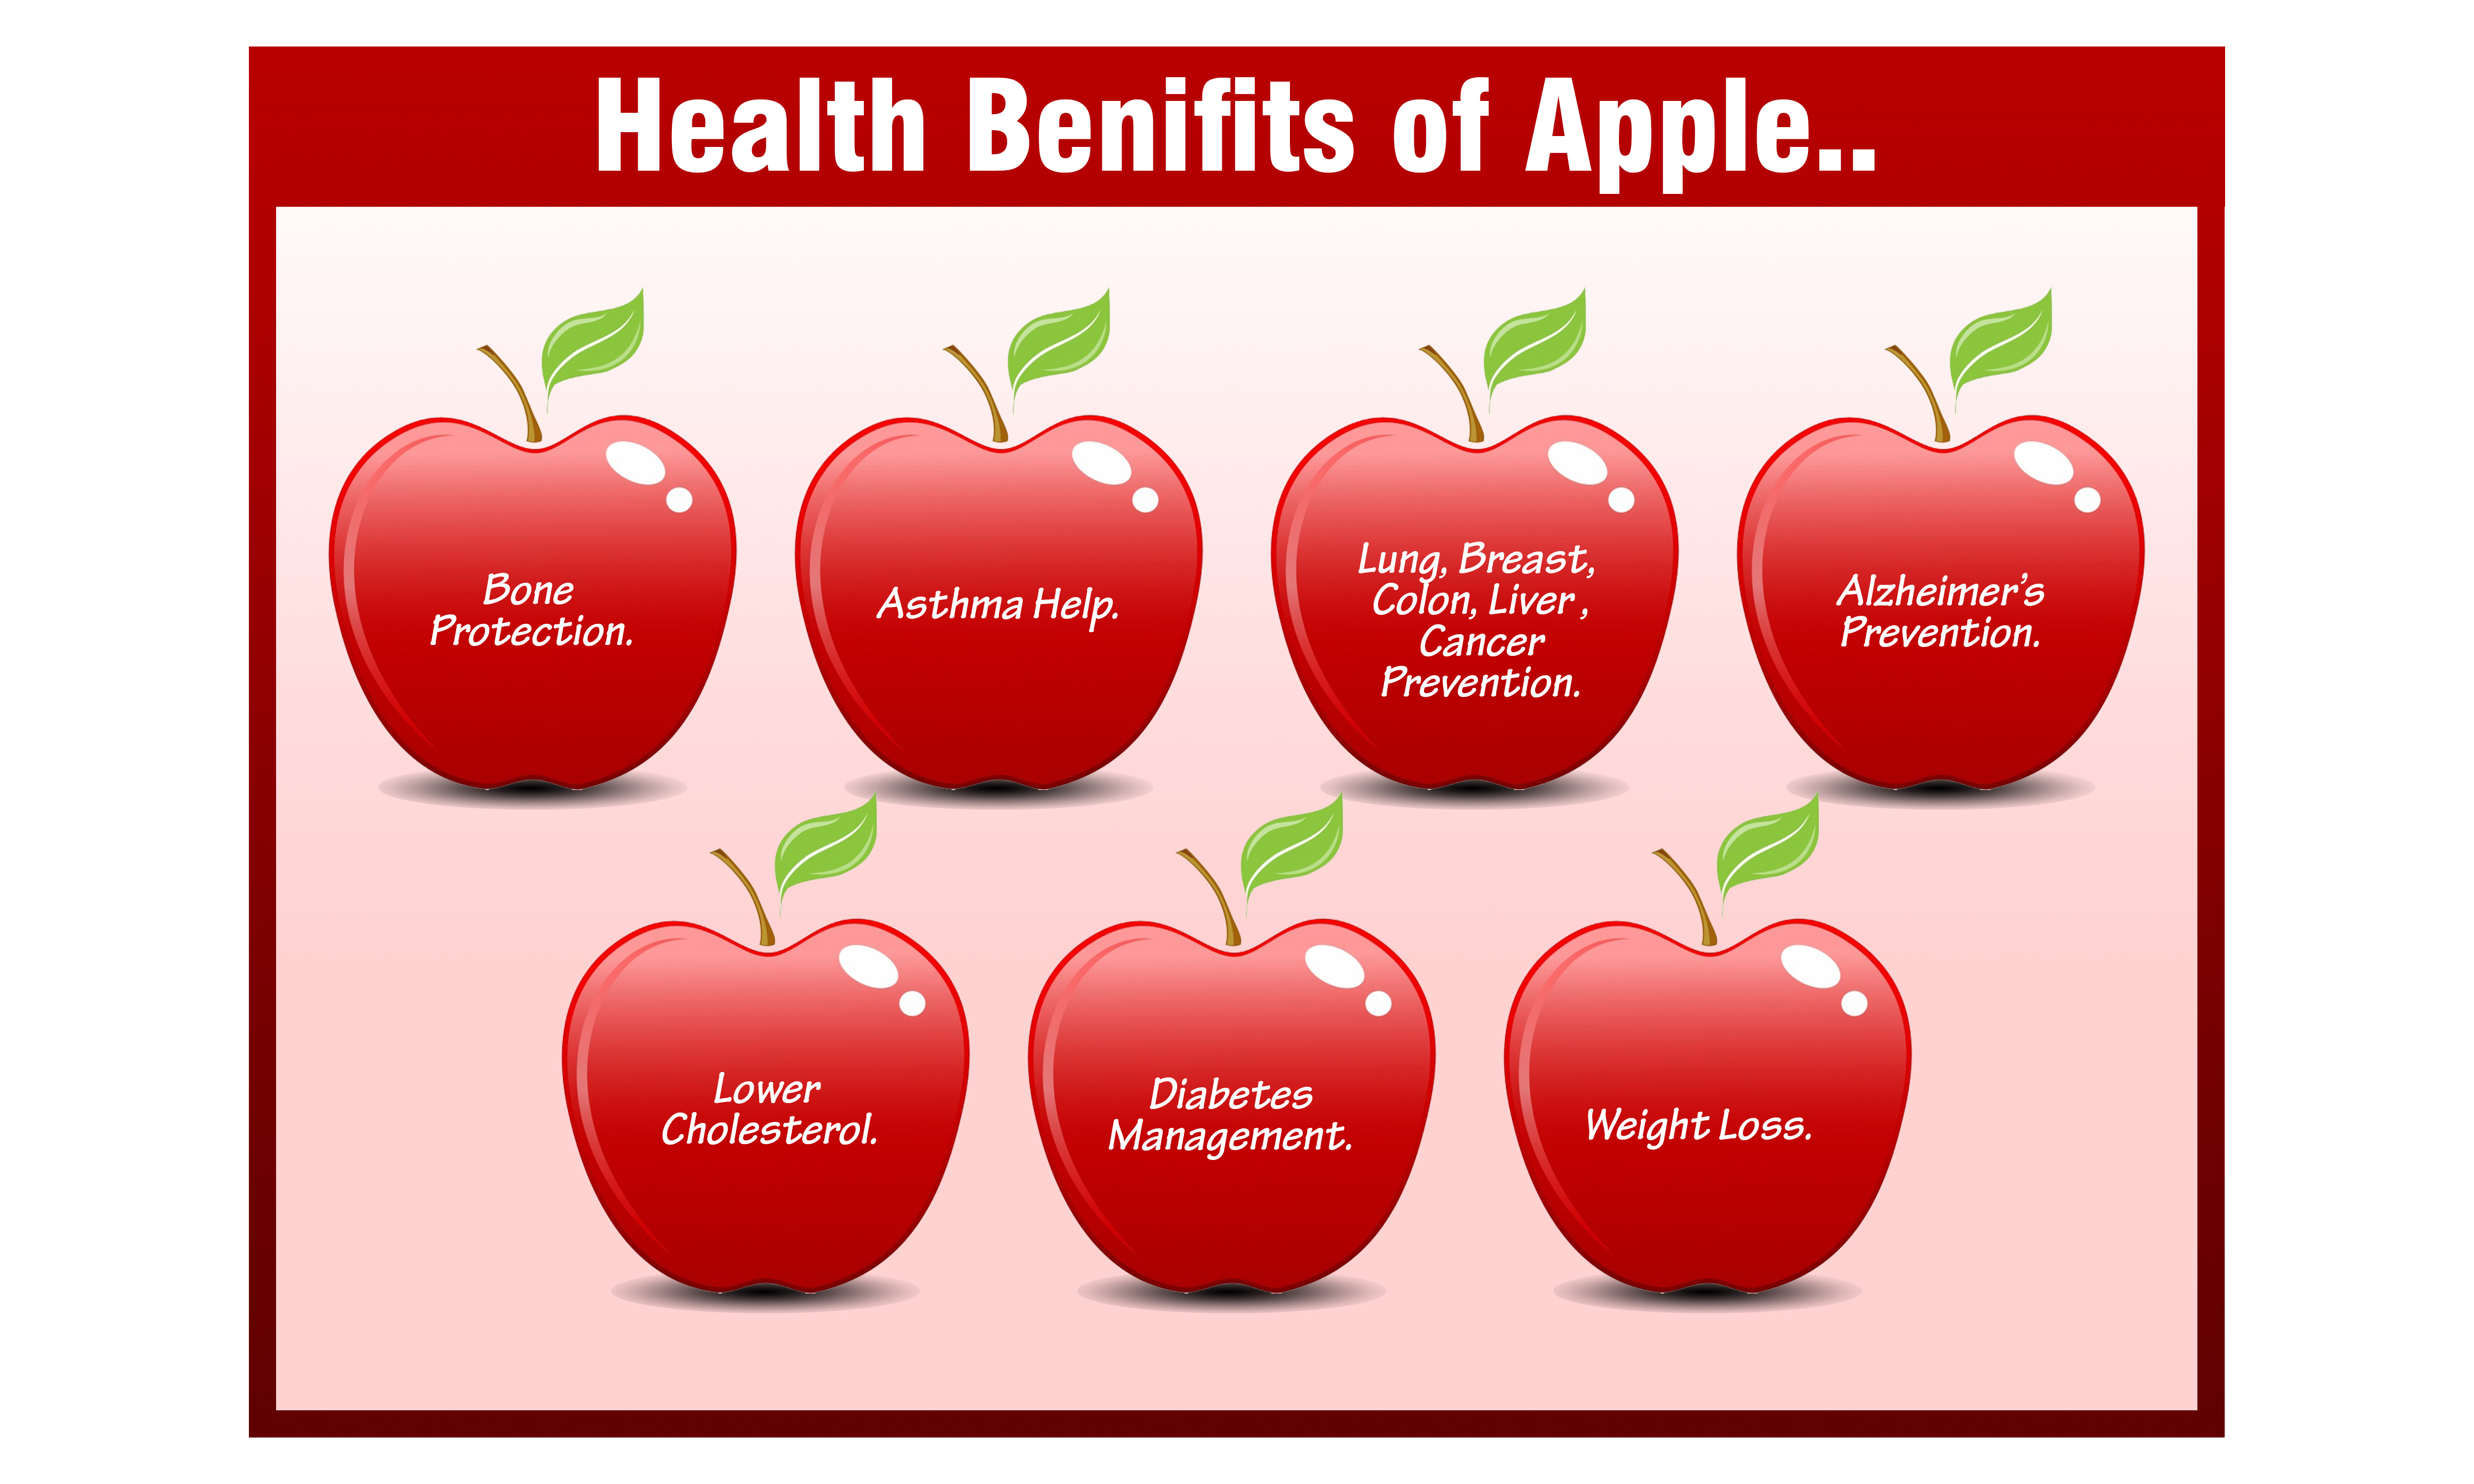 Health Benifits of Apple..
Bone
Protection.
Asthma Help.
Lung, Breast,
Colon, Liver ,
Cancer
Prevention.
Alzheimer's
Prevention.
Lower
Cholesterol.
Diabetes
Management.
Weight Loss.